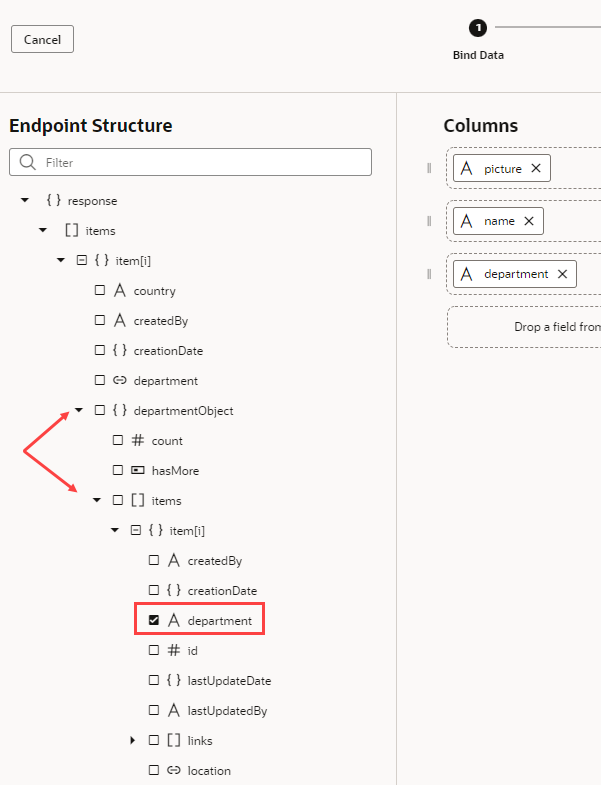 Cancel
1
Bind Data
Endpoint Structure
Filter
{ } response
[ ] items
{ } item[i]
A country
A createdBy
{ } creationDate
department
{ } departmentObject
# count
hasMore
[ ] items
{ } item[i]
A createdBy
{ } creationDate
A department
# id
{ } lastUpdateDate
A lastUpdatedBy
[ ] links
location
Columns
A picture
A name
A department
Drop a field from